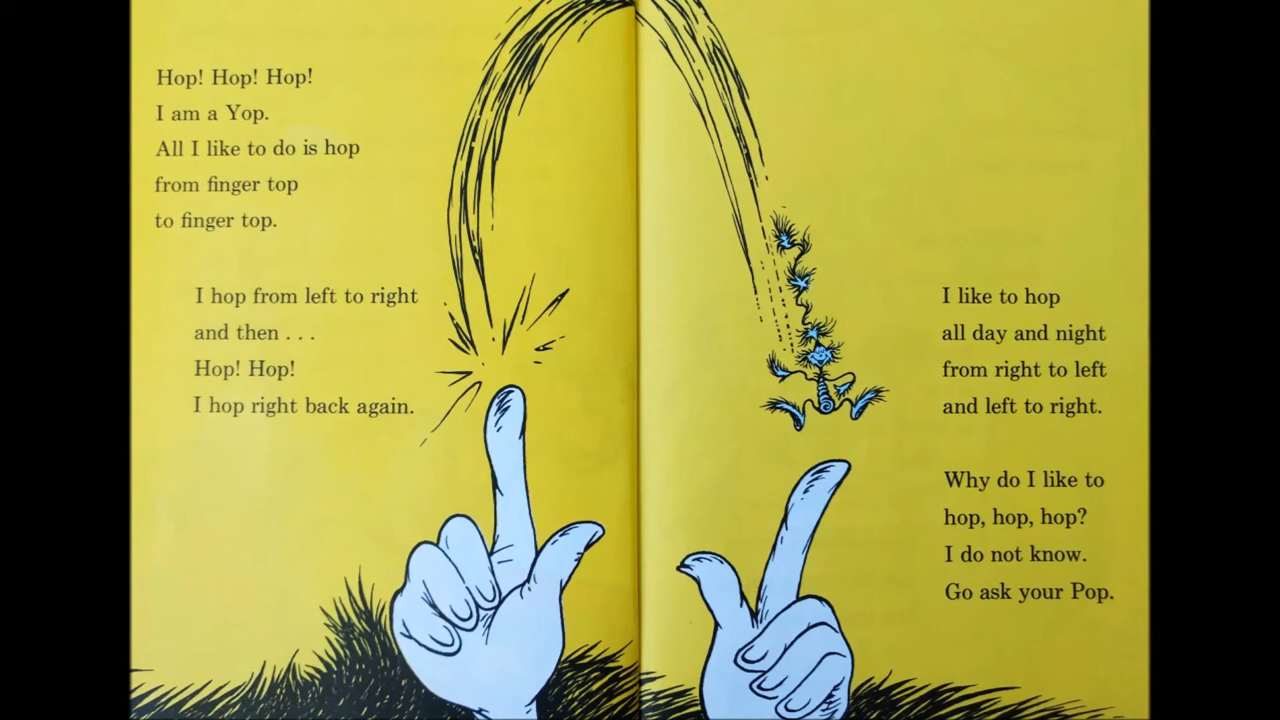 Hop! Hop! Hop!
I am a Yop.
All I like to do is hop
from finger top
to finger top.
I hop from left to right
and then . . .
Hop! Hop!
I hop right back again.
I like to hop
all day and night
from right to left
and left to right.
Why do I like to
hop, hop, hop?
I do not know.
Go ask your Pop.